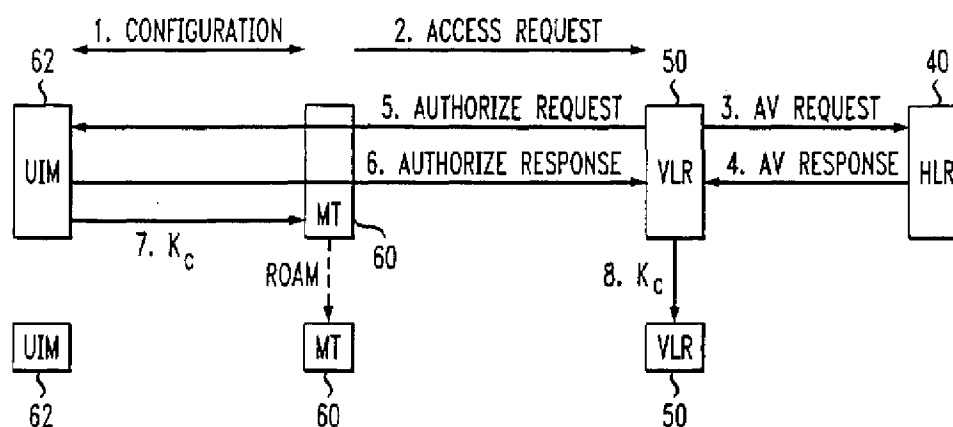 1. CONFIGURATION
2. ACCESS REQUEST
62
50
40
5. AUTHORIZE REQUEST
3. AV REQUEST
UIM
6. AUTHORIZE RESPONSE
VLR
4. AV RESPONSE
HLR
MT
7. Kc
60
ROAM
8. Kc
UIM
MT
VLR
62
60
50